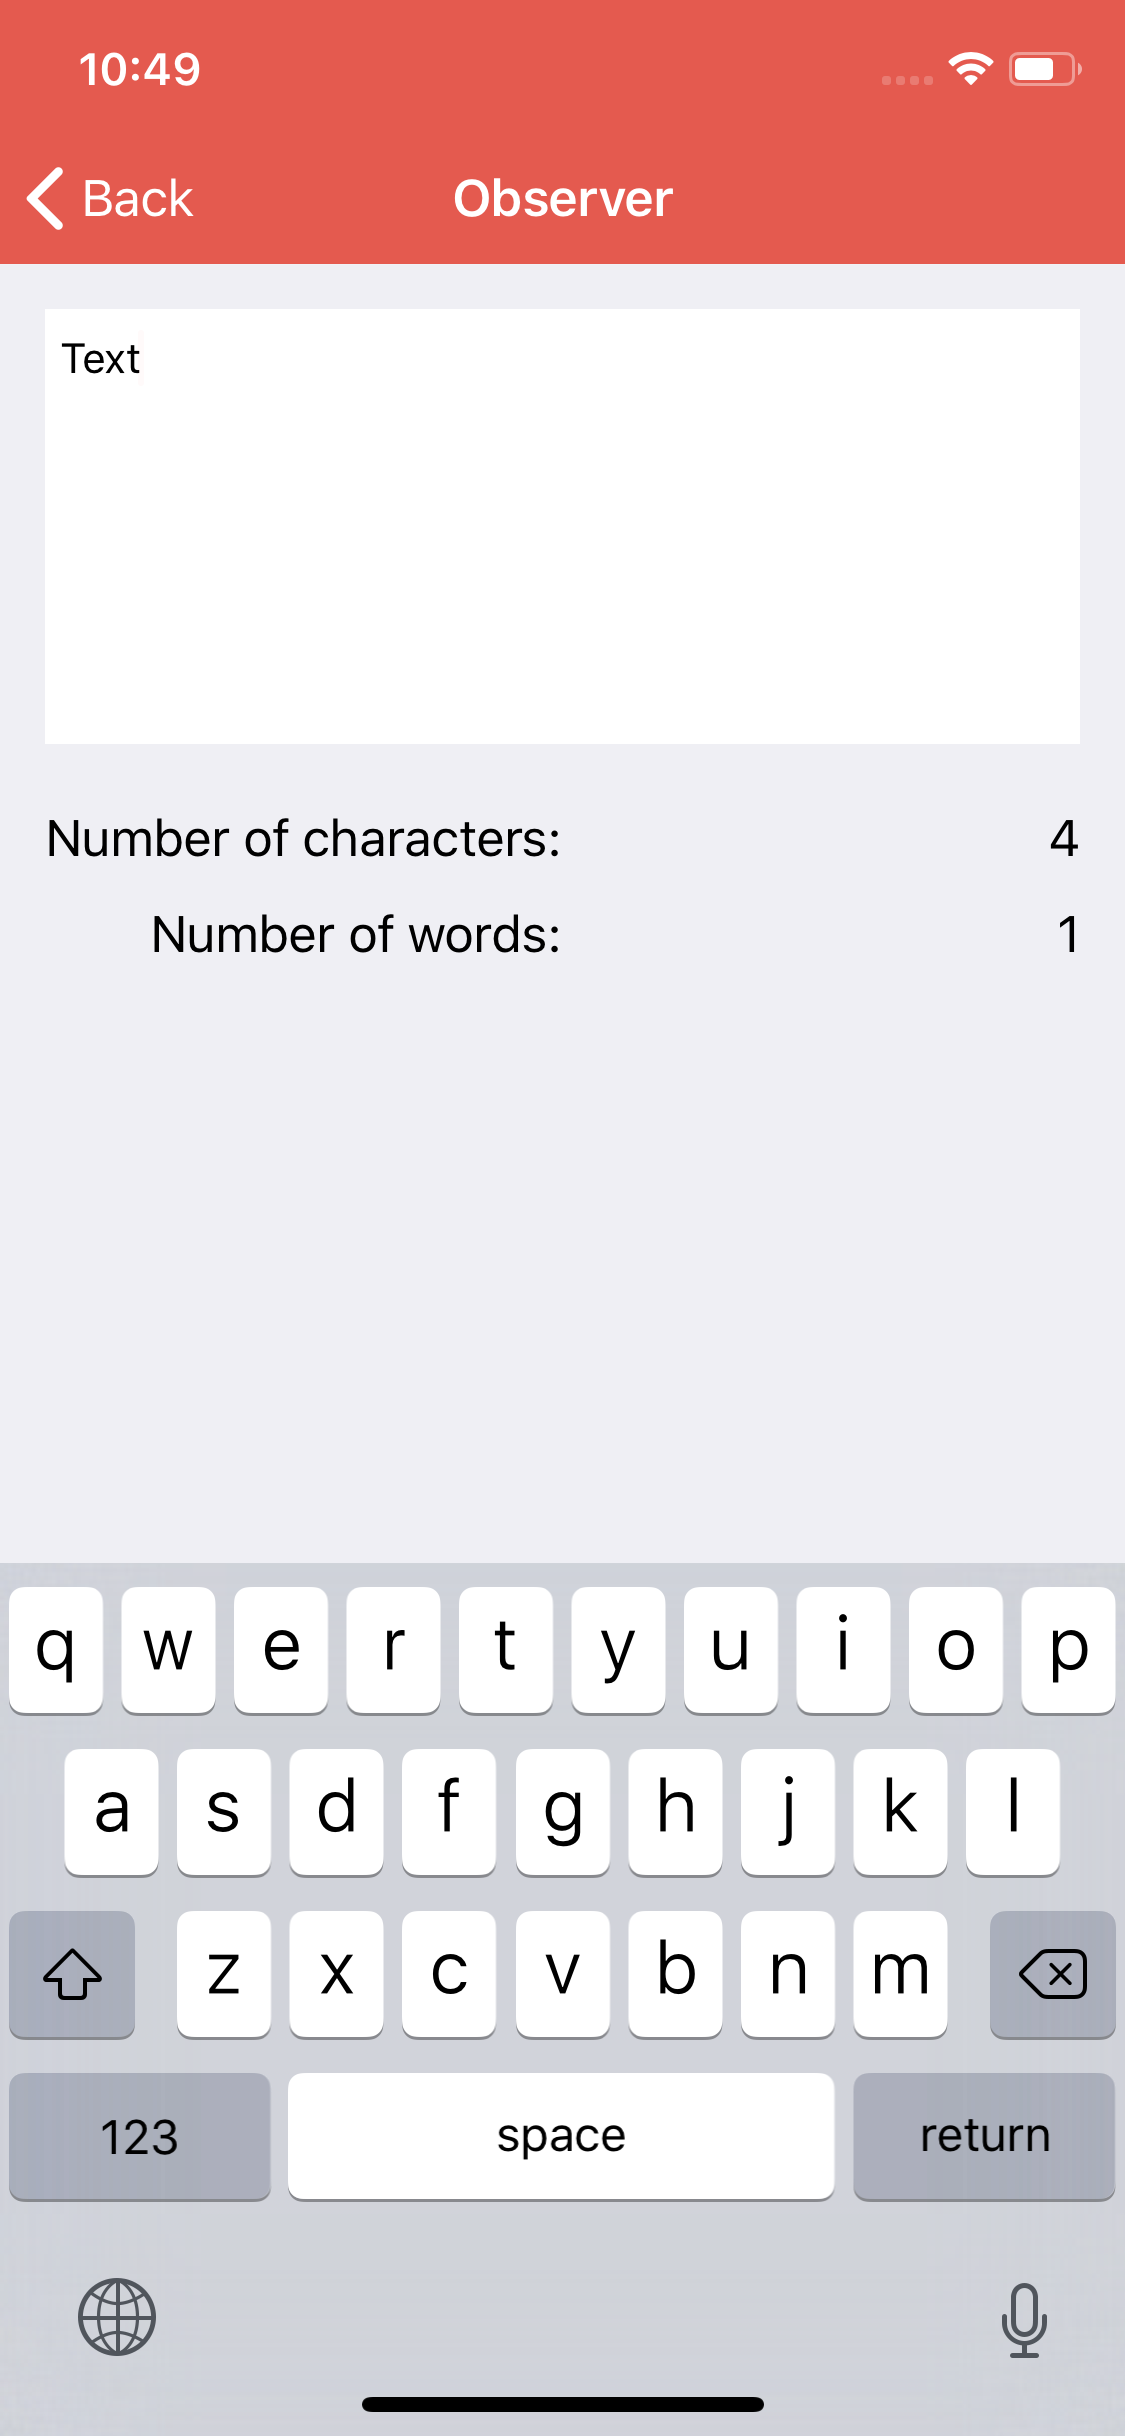 10:49
Back Observer
Text
Number of characters: 4
Number of words: 1
q w e r t y u i o p
a s d f g h j k l
z x c v b n m
123 space return